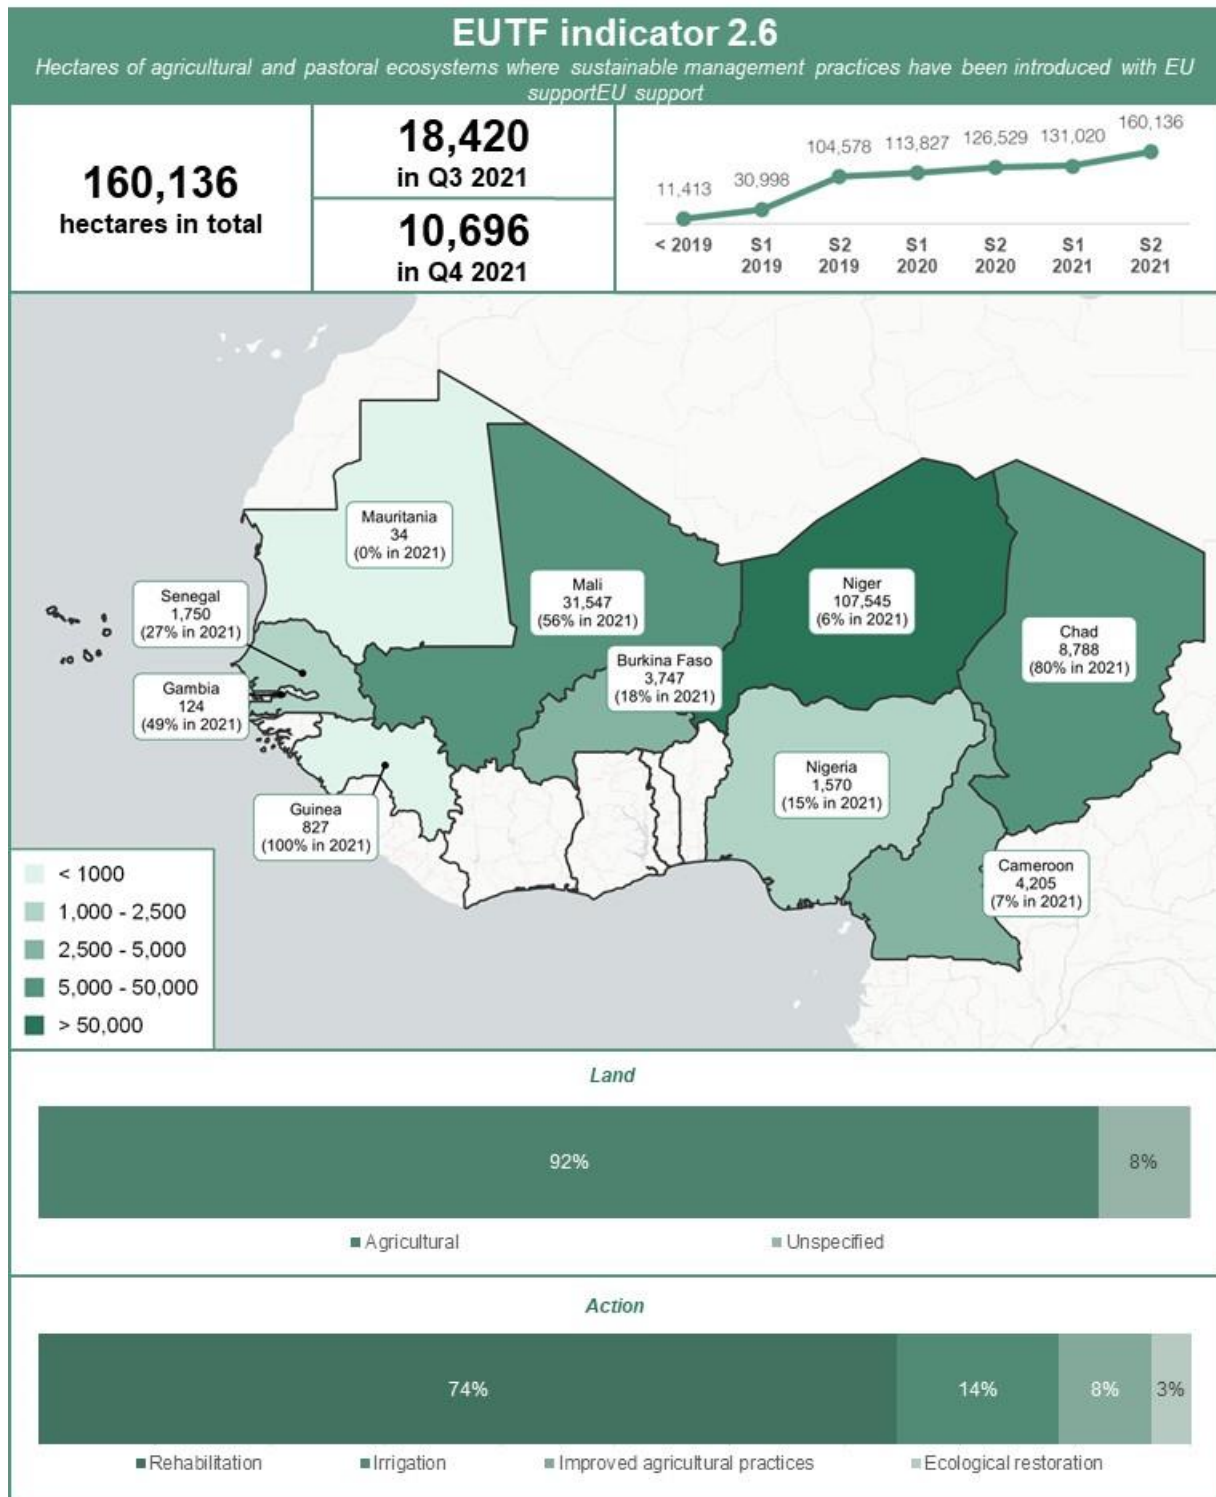 EUTF indicator 2.6
Hectares of agricultural and pastoral ecosystems where sustainable management practices have been introduced with EU
supportEU support
160,136
hectares in total
18,420
in Q3 2021
10,696
in Q4 2021
11,413
30,998
104,578
113,827
126,529
131,020
160,136
< 2019
S1
2019
S2
2019
S1
2020
S2
2020
S1
2021
S2
2021
Mauritania
34
(0% in 2021)
Senegal
1,750
(27% in 2021)
Mali
31,547
(56% in 2021)
Niger
107,545
(6% in 2021)
Chad
8,788
(80% in 2021)
Burkina Faso
3,747
(18% in 2021)
Gambia
124
(49% in 2021)
Nigeria
1,570
(15% in 2021)
Guinea
827
(100% in 2021)
Cameroon
4,205
(7% in 2021)
< 1000
1,000 - 2,500
2,500 - 5,000
5,000 - 50,000
> 50,000
Land
92%
8%
Agricultural
Unspecified
Action
74%
14%
8%
3%
Rehabilitation
Irrigation
Improved agricultural practices
Ecological restoration